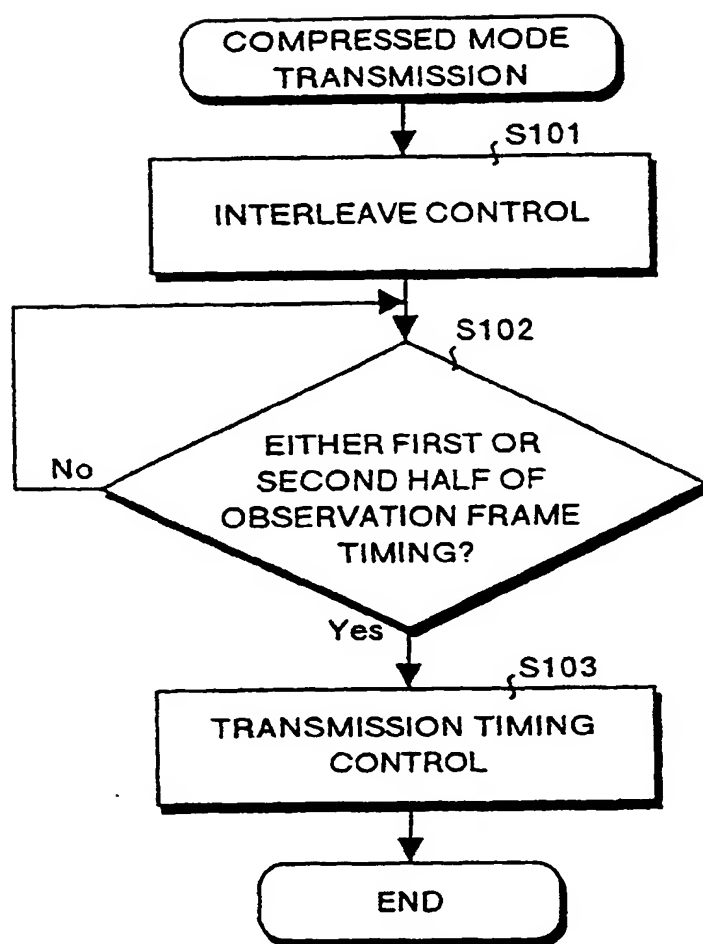 COMPRESSED MODE
TRANSMISSION
S101
INTERLEAVE CONTROL
S102
EITHER FIRST OR
SECOND HALF OF
OBSERVATION FRAME
TIMING?
No
Yes
S103
TRANSMISSION TIMING
CONTROL
END